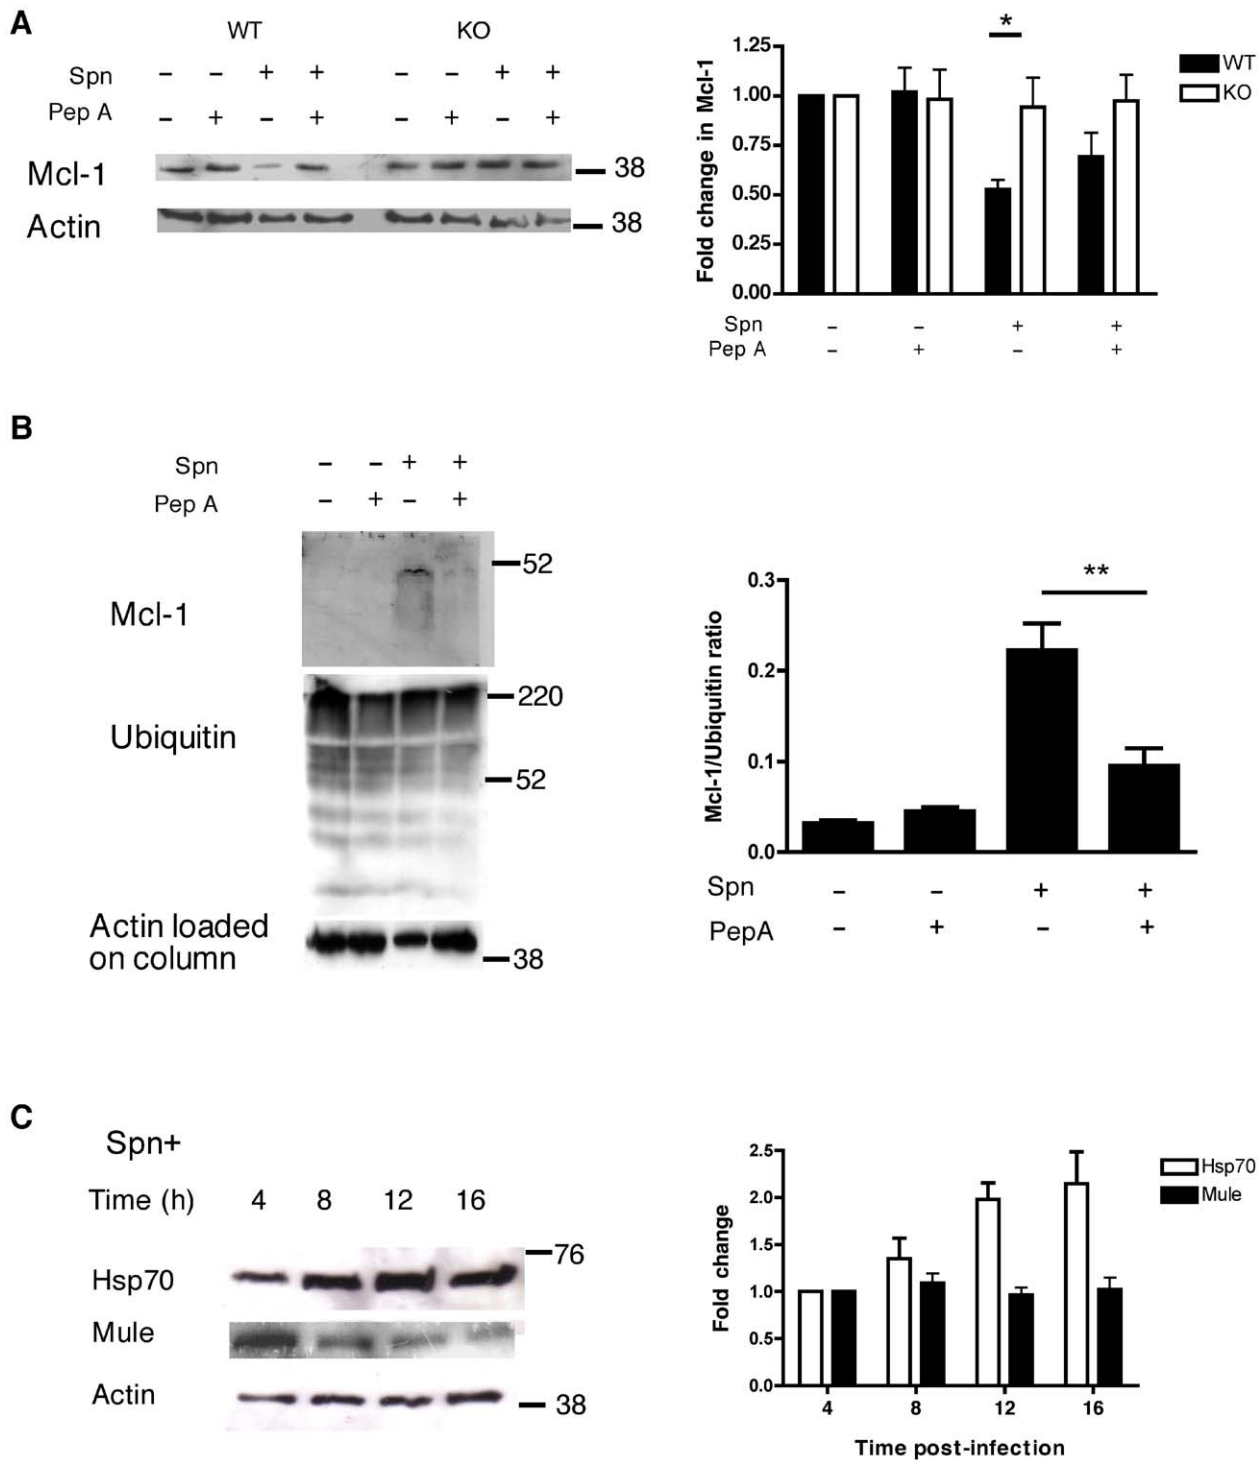 A
WT KO
Spn – – + + – – + +
Pep A – + – + – + – +
Mcl-1 38
Actin 38
*
WT
KO
Fold change in Mcl-1
1.25
1.00
0.75
0.50
0.25
0.00
Spn – – + +
Pep A – + – +
B
Spn – – + +
Pep A – + – +
52
Mcl-1
220
Ubiquitin
52
Actin loaded
on column
38
**
Mcl-1/Ubiquitin ratio
0.3
0.2
0.1
0.0
Spn – – + +
PepA – + – +
C
Spn+
Time (h) 4 8 12 16
76
Hsp70
Mule
Actin
38
Hsp70
Mule
Fold change
2.5
2.0
1.5
1.0
0.5
0.0
4 8 12 16
Time post-infection